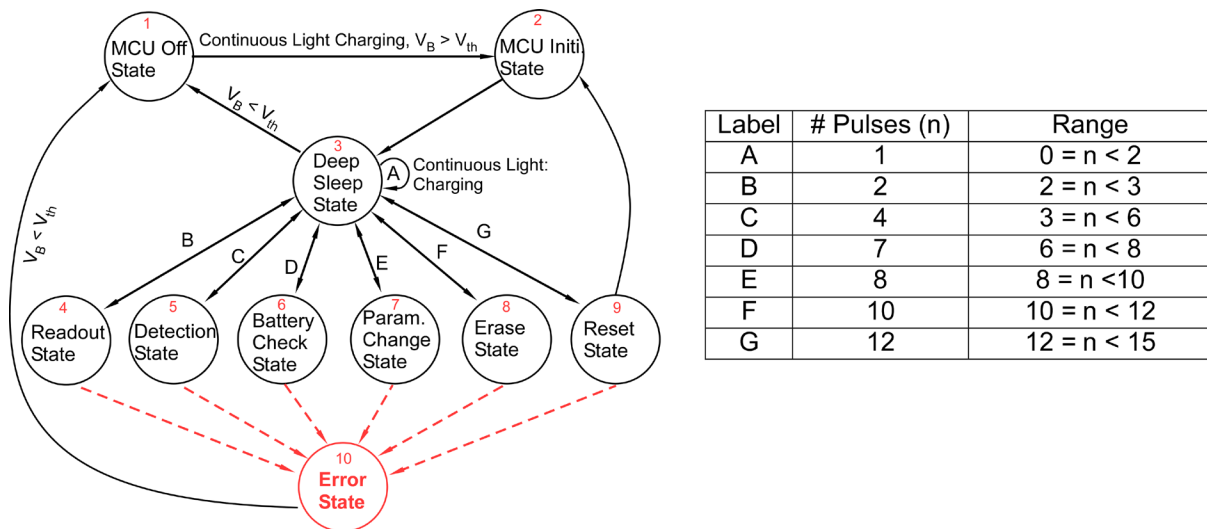 1
MCU Off
State
Continuous Light Charging, V_B > V_th
2
MCU Initi.
State
V_B < V_th
3
Deep
Sleep
State
A
Continuous Light:
Charging
V_B < V_th
B
C
D
E
F
G
4
Readout
State
5
Detection
State
6
Battery
Check
State
7
Param.
Change
State
8
Erase
State
9
Reset
State
10
Error
State
Label # Pulses (n) Range
A 1 0 = n < 2
B 2 2 = n < 3
C 4 3 = n < 6
D 7 6 = n < 8
E 8 8 = n <10
F 10 10 = n < 12
G 12 12 = n < 15